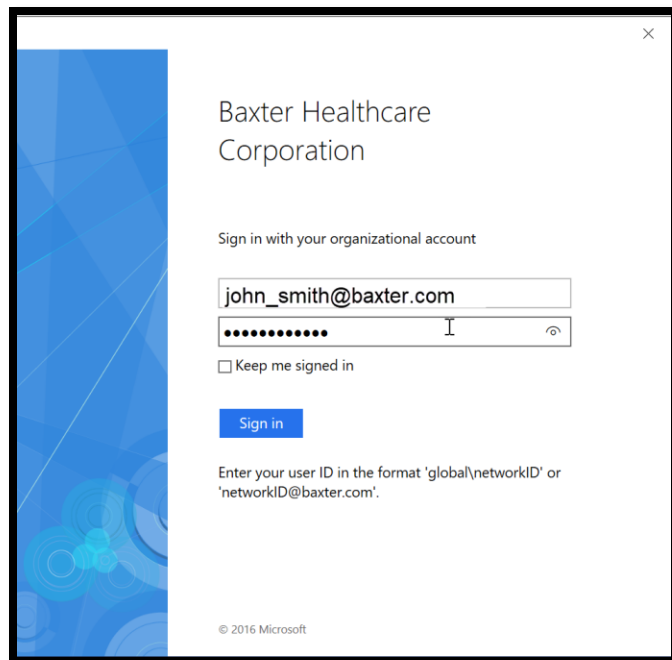 Baxter Healthcare
Corporation
Sign in with your organizational account
john_smith@baxter.com
••••••••••••
Keep me signed in
Sign in
Enter your user ID in the format 'global\networkID' or
'networkID@baxter.com'.
© 2016 Microsoft